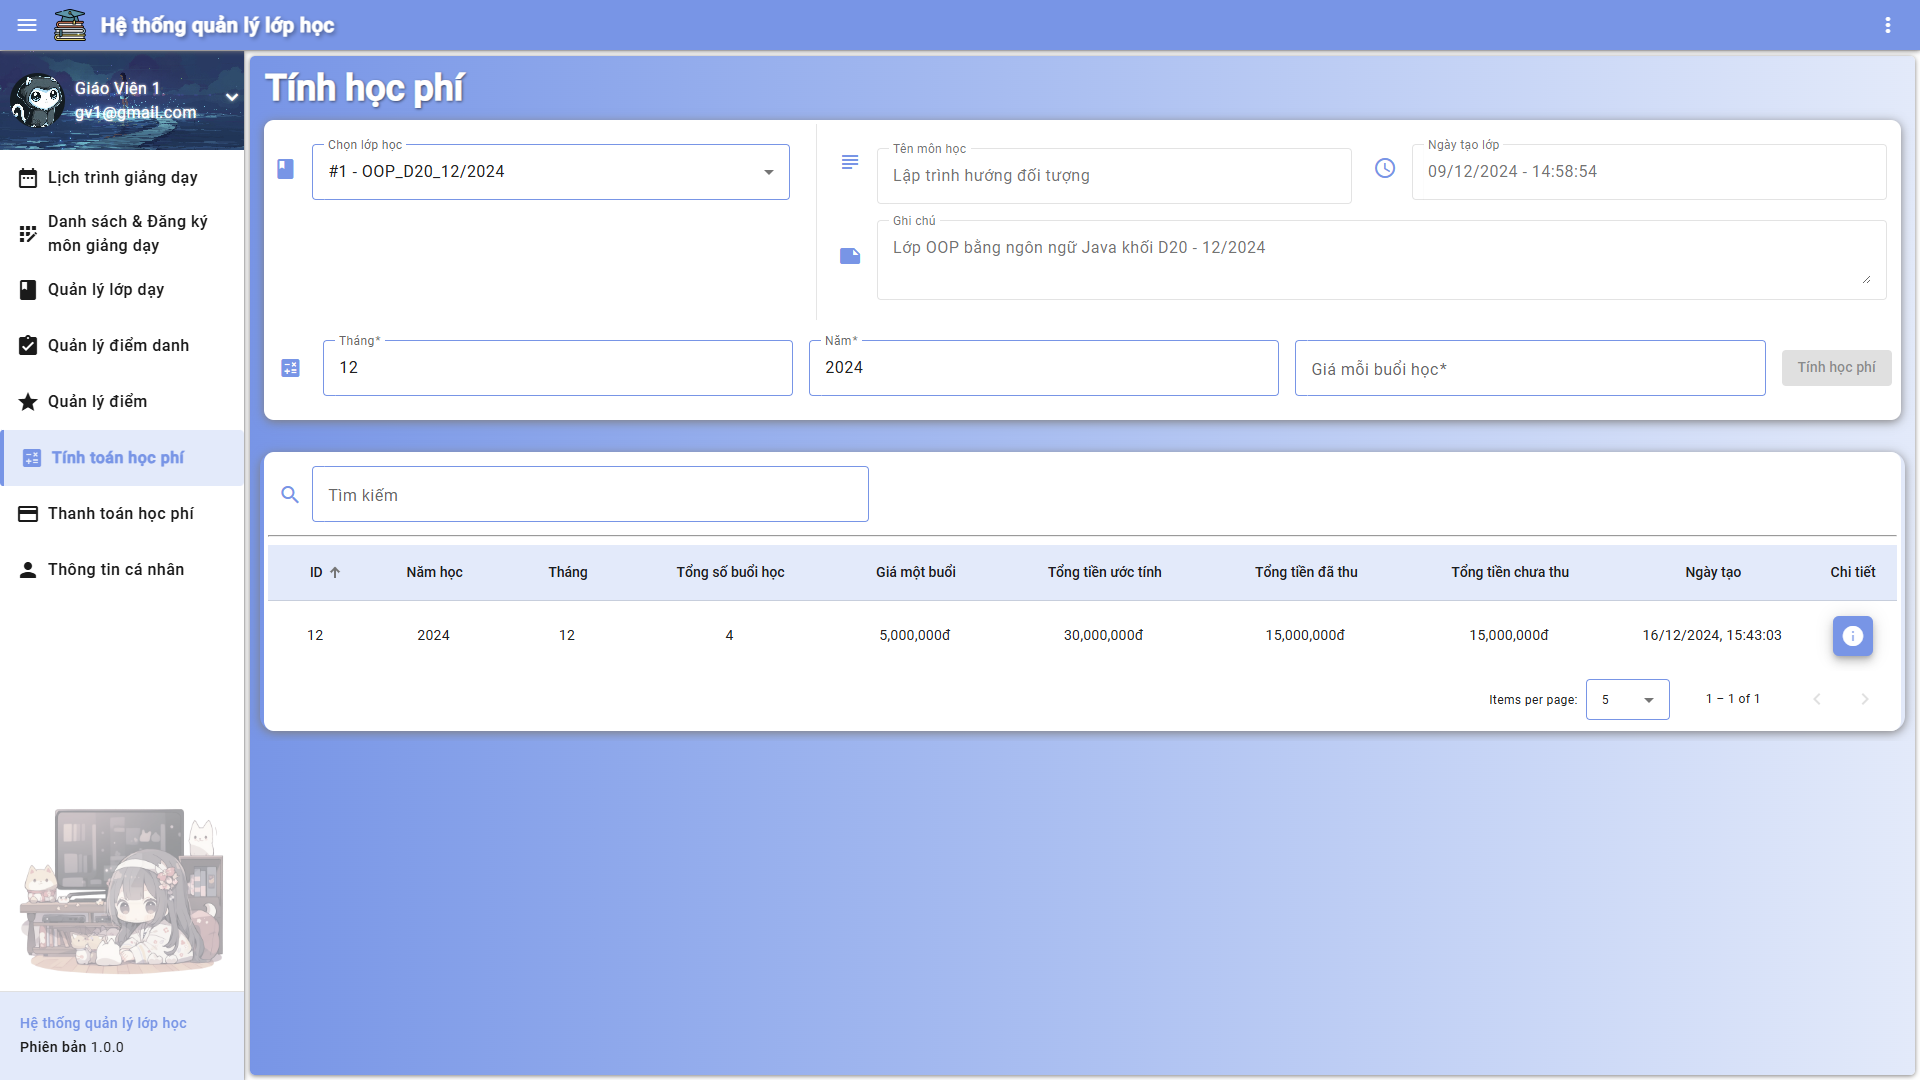 Hệ thống quản lý lớp học
Giáo Viên 1
gv1@gmail.com
Lịch trình giảng dạy
Danh sách & Đăng ký
môn giảng dạy
Quản lý lớp dạy
Quản lý điểm danh
Quản lý điểm
Tính toán học phí
Thanh toán học phí
Thông tin cá nhân
Hệ thống quản lý lớp học
Phiên bản 1.0.0
Tính học phí
Chọn lớp học
#1 - OOP_D20_12/2024
Tên môn học
Lập trình hướng đối tượng
Ngày tạo lớp
09/12/2024 - 14:58:54
Ghi chú
Lớp OOP bằng ngôn ngữ Java khối D20 - 12/2024
Tháng*
12
Năm*
2024
Giá mỗi buổi học*
Tính học phí
Tìm kiếm
ID Năm học Tháng Tổng số buổi học Giá một buổi Tổng tiền ước tính Tổng tiền đã thu Tổng tiền chưa thu Ngày tạo Chi tiết
12 2024 12 4 5,000,000đ 30,000,000đ 15,000,000đ 15,000,000đ 16/12/2024, 15:43:03
Items per page: 5 1 – 1 of 1